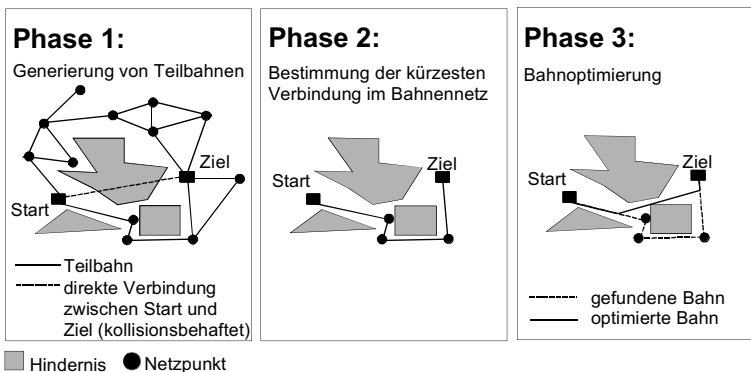 Phase 1:
Generierung von Teilbahnen
Ziel
Start
Teilbahn
direkte Verbindung
zwischen Start und
Ziel (kollisionsbehaftet)
Phase 2:
Bestimmung der kürzesten
Verbindung im Bahnennetz
Ziel
Start
Phase 3:
Bahnoptimierung
Ziel
Start
gefundene Bahn
optimierte Bahn
Hindernis
Netzpunkt